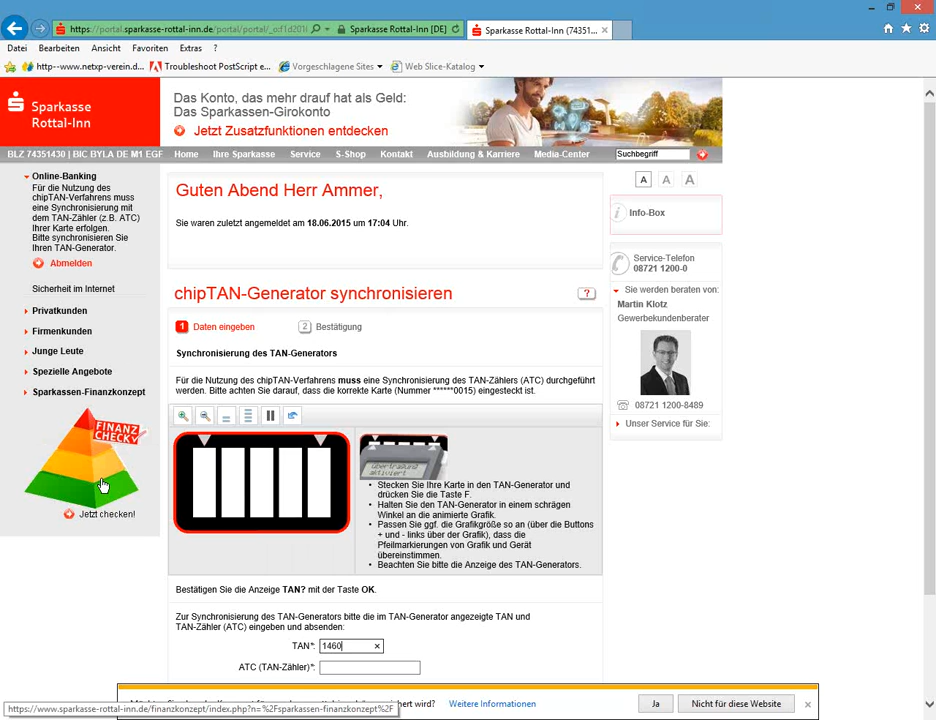 https://portal.sparkasse-rottal-inn.de/portal/portal/_o:f1d201
Sparkasse Rottal-Inn [DE]
Sparkasse Rottal-Inn (74351...
Datei Bearbeiten Ansicht Favoriten Extras ?
http--www.netxp-verein.d...
Troubleshoot PostScript e...
Vorgeschlagene Sites
Web Slice-Katalog
Sparkasse
Rottal-Inn
Das Konto, das mehr drauf hat als Geld:
Das Sparkassen-Girokonto
Jetzt Zusatzfunktionen entdecken
BLZ 74351430 | BIC BYLA DE M1 EGF
Home Ihre Sparkasse Service S-Shop Kontakt Ausbildung & Karriere Media-Center
Suchbegriff
Online-Banking
Für die Nutzung des
chipTAN-Verfahrens muss
eine Synchronisierung mit
dem TAN-Zähler (z.B. ATC)
Ihrer Karte erfolgen.
Bitte synchronisieren Sie
Ihren TAN-Generator.
Abmelden
Sicherheit im Internet
Privatkunden
Firmenkunden
Junge Leute
Spezielle Angebote
Sparkassen-Finanzkonzept
FINANZ
CHECKY
Jetzt checken!
Guten Abend Herr Ammer,
Sie waren zuletzt angemeldet am 18.06.2015 um 17:04 Uhr.
chipTAN-Generator synchronisieren
?
1 Daten eingeben
2 Bestätigung
Synchronisierung des TAN-Generators
Für die Nutzung des chipTAN-Verfahrens muss eine Synchronisierung des TAN-Zählers (ATC) durchgeführt
werden. Bitte achten Sie darauf, dass die korrekte Karte (Nummer ******0015) eingesteckt ist.
übertragung
aktiviert
• Stecken Sie Ihre Karte in den TAN-Generator und
drücken Sie die Taste F.
• Halten Sie den TAN-Generator in einem schrägen
Winkel an die animierte Grafik.
• Passen Sie ggf. die Grafikgröße so an (über die Buttons
+ und - links über der Grafik), dass die
Pfeilmarkierungen von Grafik und Gerät
übereinstimmen.
• Beachten Sie bitte die Anzeige des TAN-Generators.
Bestätigen Sie die Anzeige TAN? mit der Taste OK.
Zur Synchronisierung des TAN-Generators bitte die im TAN-Generator angezeigte TAN und
TAN-Zähler (ATC) eingeben und absenden:
TAN*: 1460
ATC (TAN-Zähler)*:
A A A
Info-Box
Service-Telefon
08721 1200-0
Sie werden beraten von:
Martin Klotz
Gewerbekundenberater
08721 1200-8489
Unser Service für Sie:
wird?
Weitere Informationen
Ja
Nicht für diese Website
https://www.sparkasse-rottal-inn.de/finanzkonzept/index.php?n=%2Fsparkassen-finanzkonzept%2F